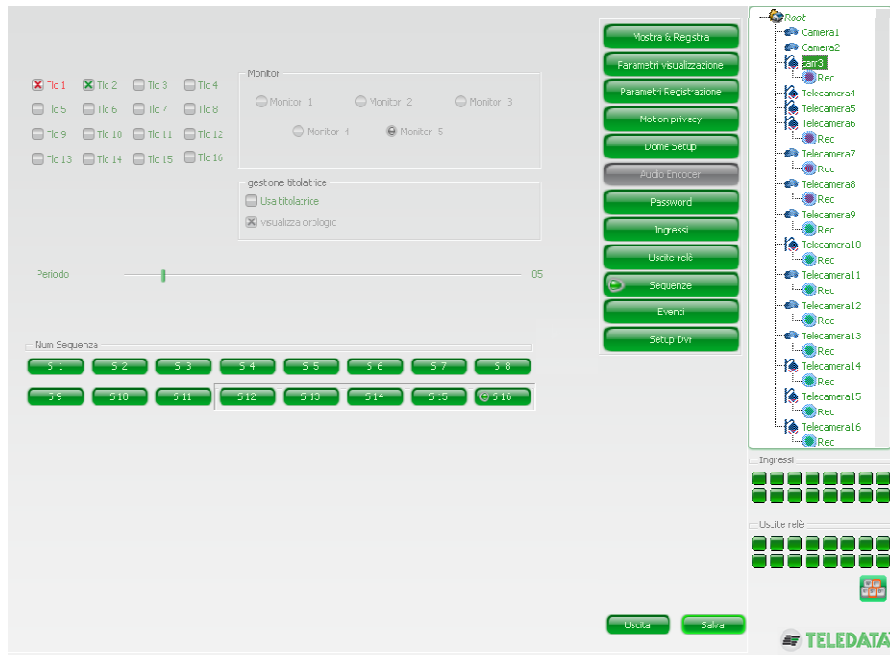 Tlc 1 Tlc 2 Tlc 3 Tlc 4
Tlc 5 Tlc 6 Tlc 7 Tlc 8
Tlc 9 Tlc 10 Tlc 11 Tlc 12
Tlc 13 Tlc 14 Tlc 15 Tlc 16
Monitor
Monitor 1 Monitor 2 Monitor 3
Monitor 4 Monitor 5
gestone titolatrice
Usa titolatrice
visualizza orologio
Periodo 05
Num Sequenza
S 1 S 2 S 3 S 4 S 5 S 6 S 7 S 8
S 9 S 10 S 11 S 12 S 13 S 14 S 15 S 16
Mostra & Registra
Parametri visualizzazione
Parametri Registrazione
Motion privacy
Dome Setup
Audio Encocer
Password
Ingressi
Uscite relè
Sequenze
Eventi
Setup Dvr
Uscita Salva
Root
Camera1
Camera2
cam3
Rec
Telecamera4
Telecamera5
Telecamera6
Rec
Telecamera7
Rec
Telecamera8
Rec
Telecamera9
Rec
Telecamera10
Rec
Telecamera11
Rec
Telecamera12
Rec
Telecamera13
Rec
Telecamera14
Rec
Telecamera15
Rec
Telecamera16
Rec
Ingressi
Uscite relè
TELEDATA